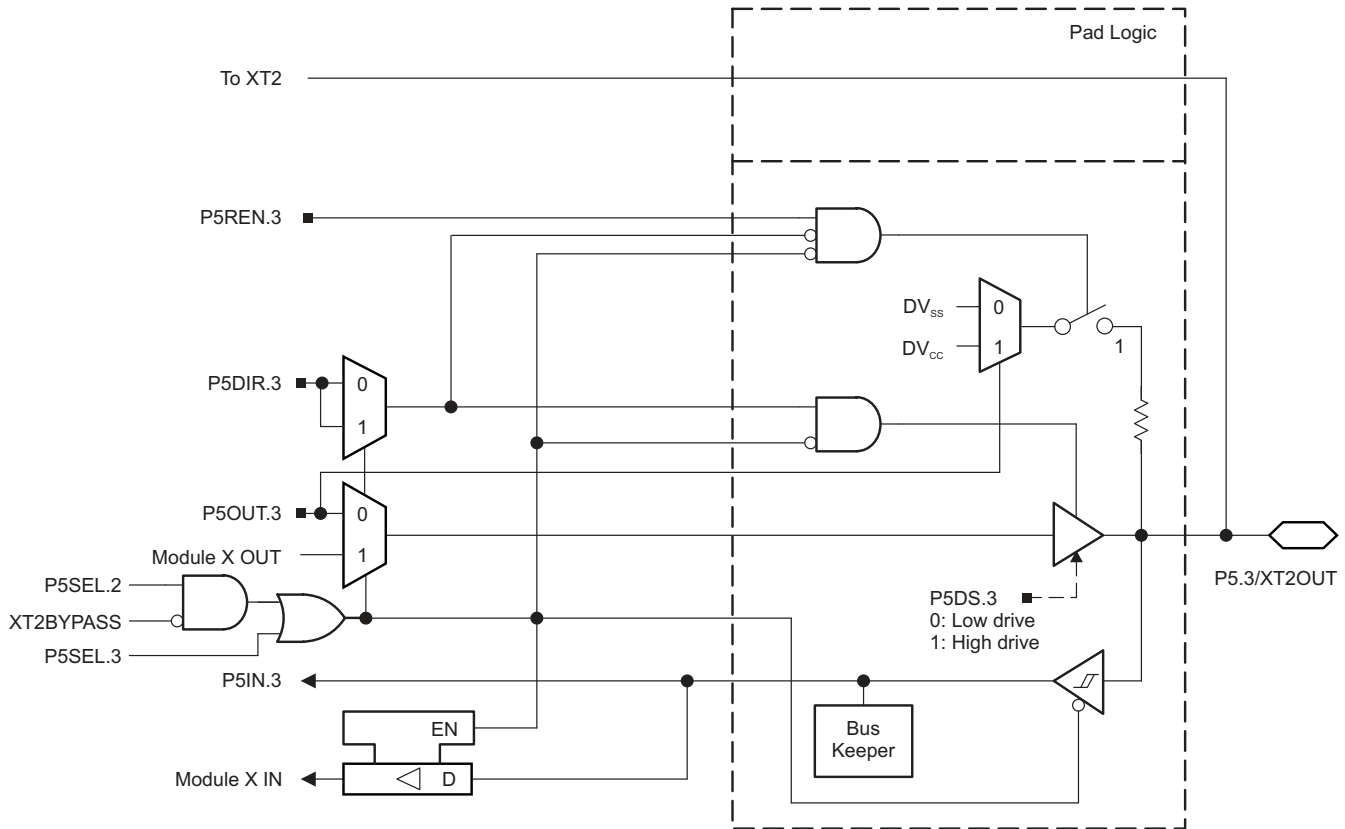 Pad Logic
To XT2
P5REN.3
DVSS
0
DVCC
1
1
P5DIR.3
0
1
P5OUT.3
0
Module X OUT
1
P5SEL.2
XT2BYPASS
P5SEL.3
P5DS.3
0: Low drive
1: High drive
P5.3/XT2OUT
P5IN.3
EN
Bus
Keeper
Module X IN
D